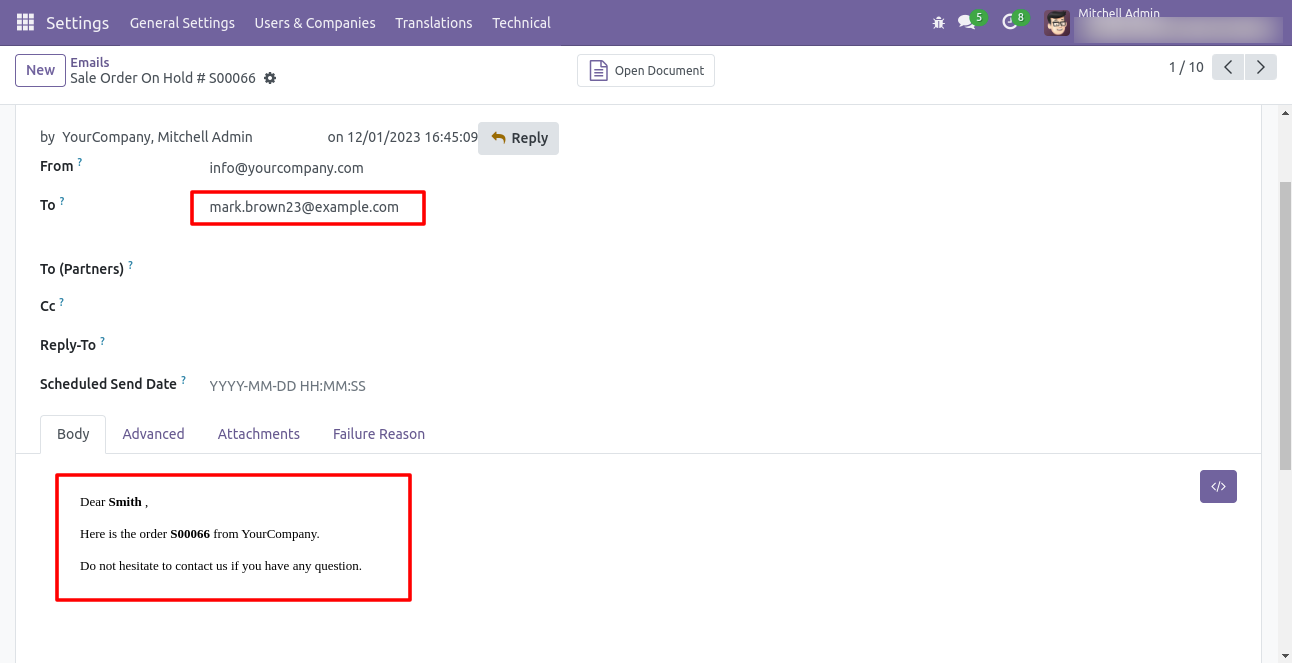 Settings General Settings Users & Companies Translations Technical 5 8 Mitchell Admin
New Emails
Sale Order On Hold # S00066
Open Document
1 / 10
by YourCompany, Mitchell Admin on 12/01/2023 16:45:09 Reply
From ? info@yourcompany.com
To ? mark.brown23@example.com
To (Partners) ?
Cc ?
Reply-To ?
Scheduled Send Date ? YYYY-MM-DD HH:MM:SS
Body Advanced Attachments Failure Reason
</>
Dear Smith ,
Here is the order S00066 from YourCompany.
Do not hesitate to contact us if you have any question.